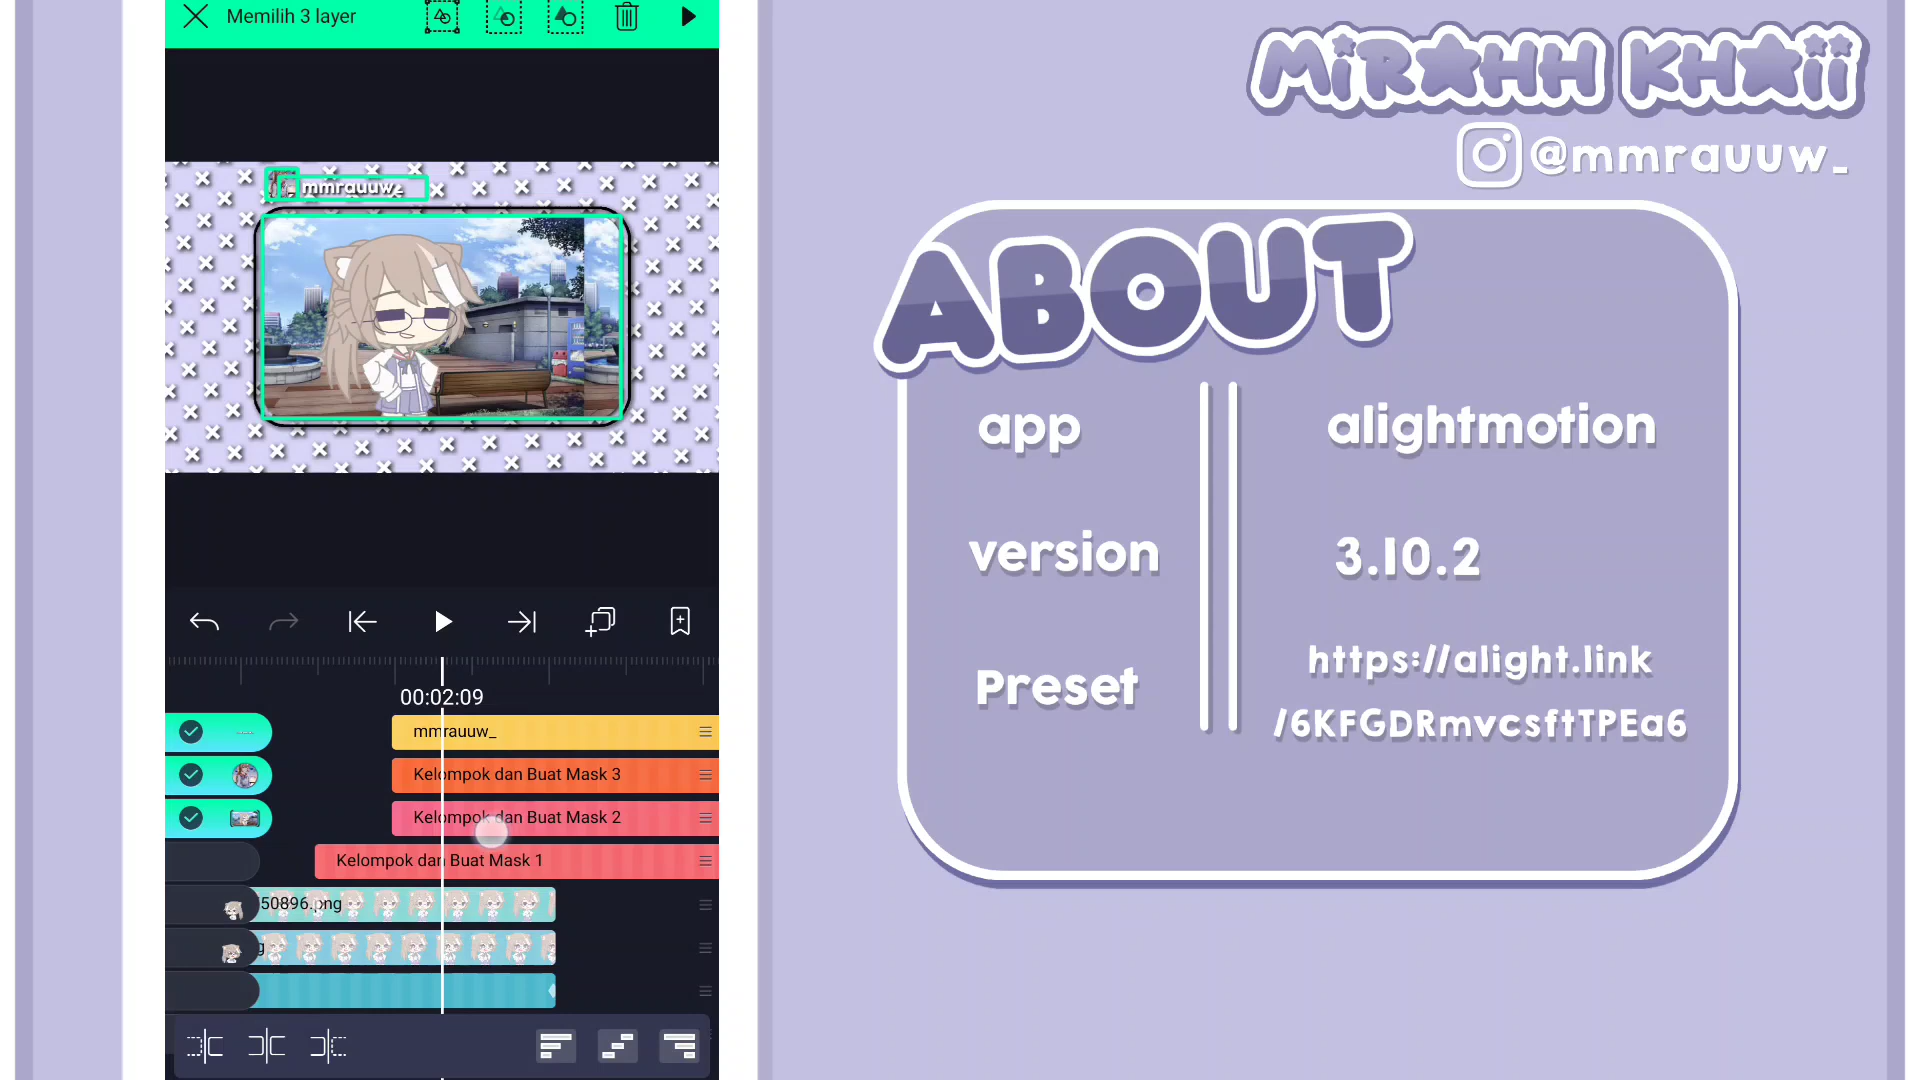 Memilih 3 layer
mmrauuw_
00:02:09
mmrauuw_
Kelompok dan Buat Mask 3
Kelompok dan Buat Mask 2
Kelompok dan Buat Mask 1
50896.png
g
MiRAHH KHAii
@mmrauuw_
ABOUT
app
alightmotion
version
3.10.2
Preset
https://alight.link
/6KFGDRmvcsftTPEa6